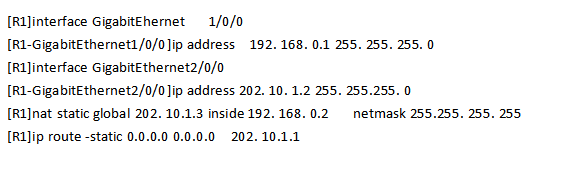 [R1]interface GigabitEhernet 1/0/0
[R1-GigabitEthernet1/0/0]ip address 192. 168. 0.1 255. 255. 255. 0
[R1]interface GigabitEthernet2/0/0
[R1-GigabitEthernet2/0/0]ip address 202. 10. 1.2 255. 255.255. 0
[R1]nat static global 202. 10.1.3 inside 192. 168. 0.2 netmask 255.255. 255. 255
[R1]ip route -static 0.0.0.0 0.0.0.0 202. 10.1.1